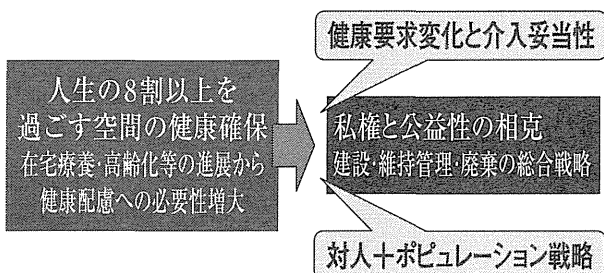 人生の8割以上を
過ごす空間の健康確保
在宅療養・高齢化等の進展から
健康配慮への必要性増大
健康要求変化と介入妥当性
私権と公益性の相克
建設・維持管理・廃棄の総合戦略
対人＋ポピュレーション戦略